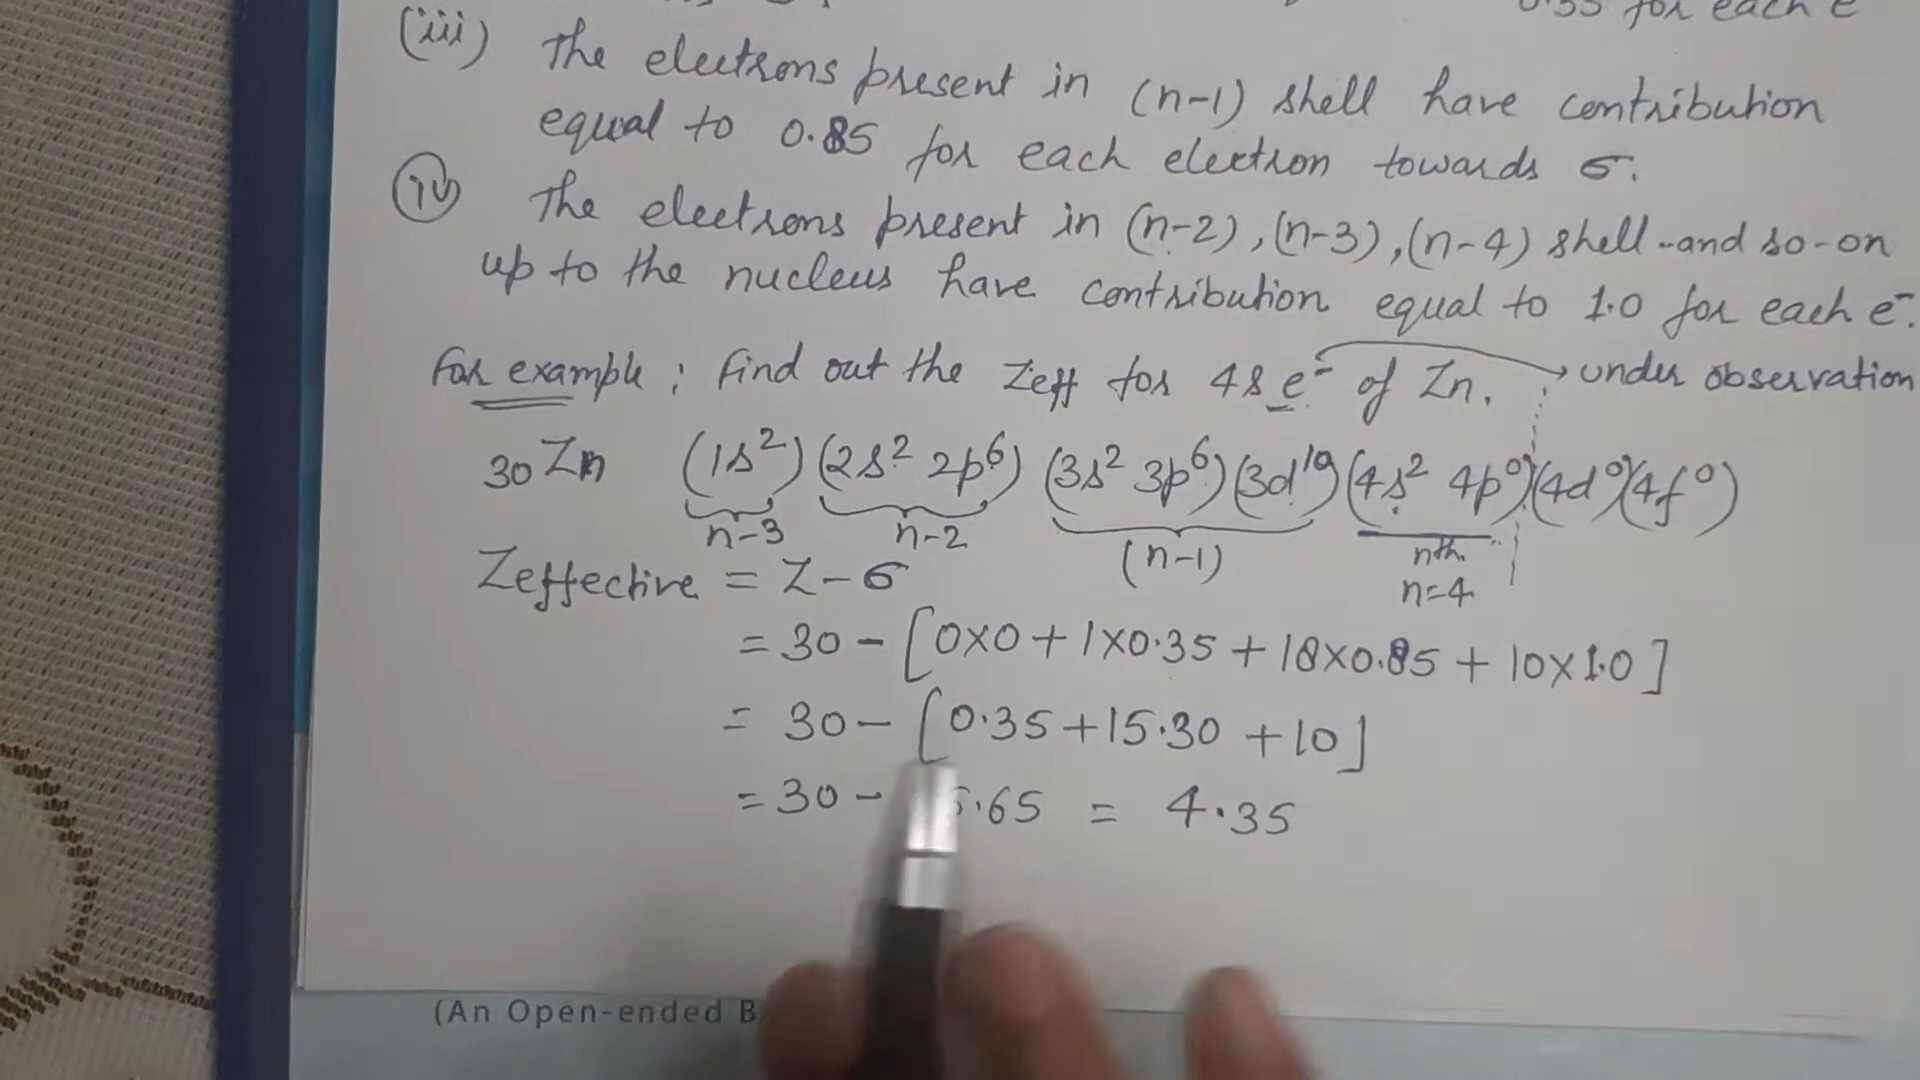 0.35 for each e
(iii) The electrons present in (n-1) shell have contribution
equal to 0.85 for each electron towards σ.
(iv) The electrons present in (n-2), (n-3), (n-4) shell -and so-on
up to the nucleus have contribution equal to 1.0 for each e⁻.
For example : Find out the Zeff for 4s e⁻ of Zn. → under observation
₃₀Zn (1s²) (2s² 2p⁶) (3s² 3p⁶) (3d¹⁰) (4s² 4p⁰) (4d⁰) (4f⁰)
n-3 n-2 (n-1) nth
n=4
Zeffective = Z - σ
= 30 - [0×0 + 1×0.35 + 18×0.85 + 10×1.0]
= 30 - [0.35 + 15.30 + 10]
= 30 - 5.65 = 4.35
(An Open-ended B